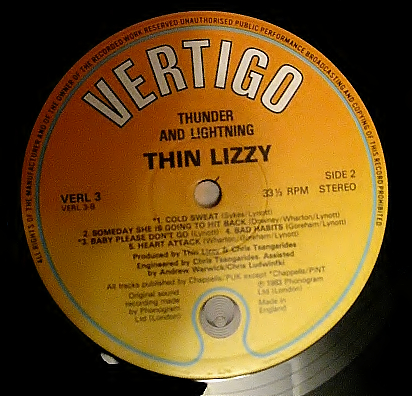 ALL RIGHTS OF THE MANUFACTURER AND OF THE OWNER OF THE RECORDED WORK RESERVED UNAUTHORISED PUBLIC PERFORMANCE BROADCASTING AND COPYING OF THIS RECORD PROHIBITED
VERTIGO
THUNDER
AND LIGHTNING
THIN LIZZY
VERL 3
VERL 3-B
SIDE 2
33⅓ RPM STEREO
*1. COLD SWEAT (Sykes/Lynott)
2. SOMEDAY SHE IS GOING TO HIT BACK (Downey/Wharton/Lynott)
*3. BABY PLEASE DON'T GO (Lynott) 4. BAD HABITS (Goreham/Lynott)
5. HEART ATTACK (Wharton/Goreham/Lynott)
Produced by Thin Lizzy & Chris Tsangarides.
Engineered by Chris Tsangarides. Assisted
by Andrew Warwick/Chris Ludwinfki
All tracks published by Chappells/PUK except *Chappells/PINT
Original sound
recording made
by Phonogram
Ltd (London)
℗ 1983 Phonogram
Ltd (London)
Made in
England